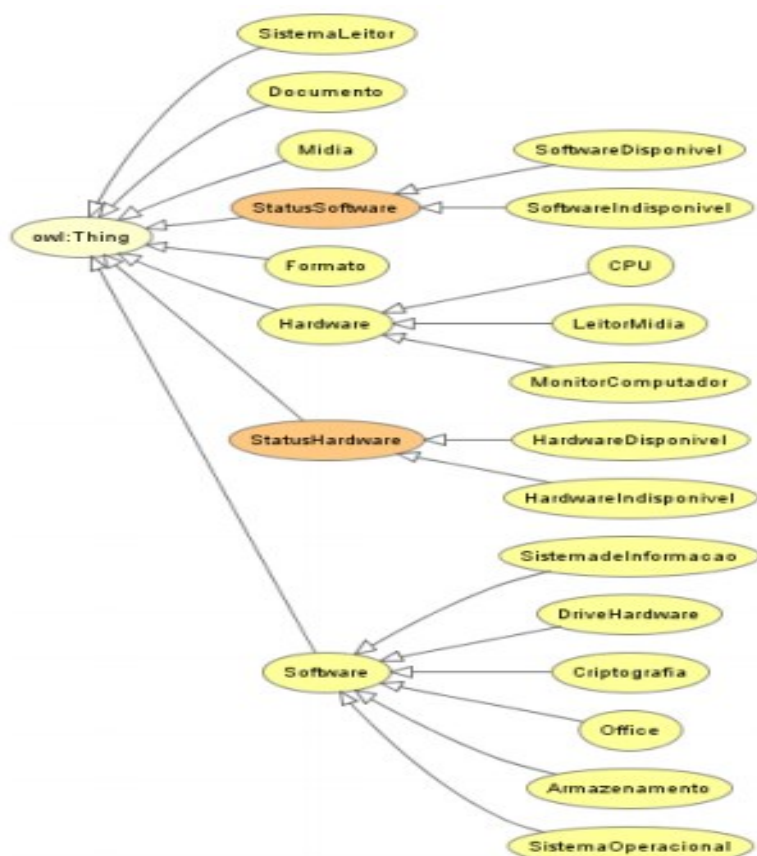 SistemaLeitor
Documento
Midia
SoftwareDisponivel
StatusSoftware
SoftwareIndisponivel
owl:Thing
Formato
CPU
Hardware
LeitorMidia
MonitorComputador
StatusHardware
HardwareDisponivel
HardwareIndisponivel
SistemadeInformacao
DriveHardware
Software
Criptografia
Office
Armazenamento
SistemaOperacional